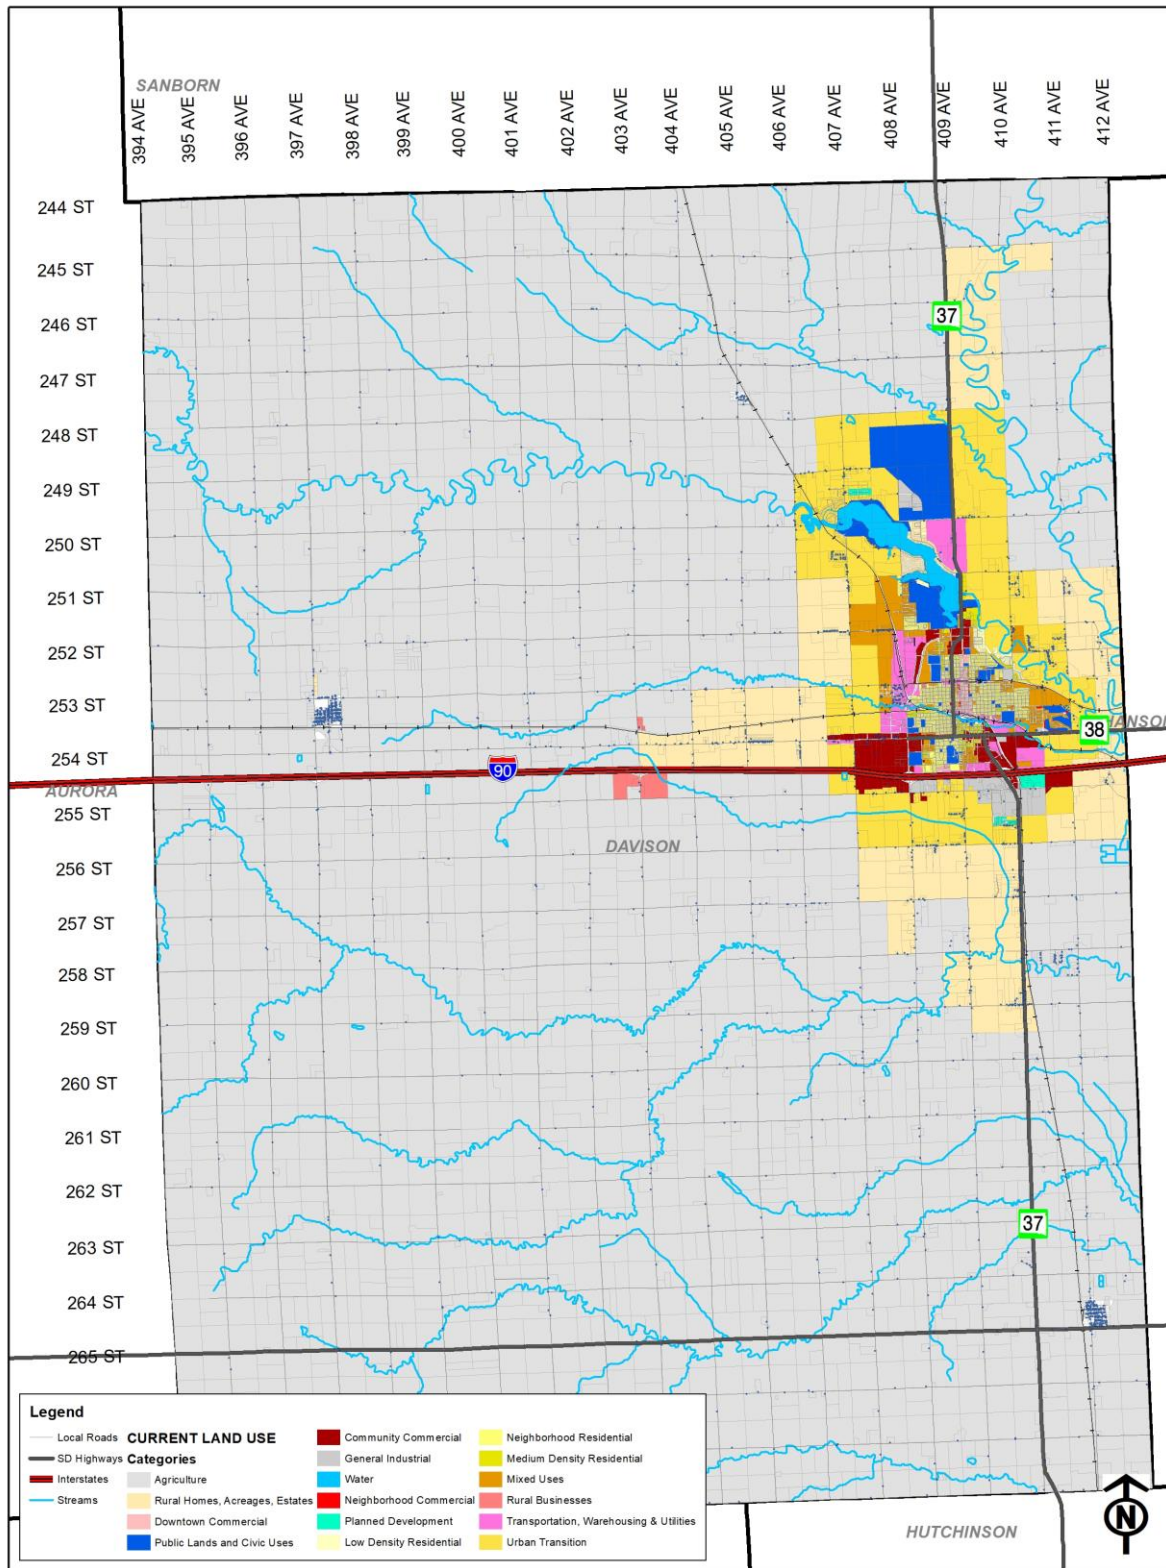 SANBORN
394 AVE
395 AVE
396 AVE
397 AVE
398 AVE
399 AVE
400 AVE
401 AVE
402 AVE
403 AVE
404 AVE
405 AVE
406 AVE
407 AVE
408 AVE
409 AVE
410 AVE
411 AVE
412 AVE
244 ST
245 ST
246 ST
37
247 ST
248 ST
249 ST
250 ST
251 ST
252 ST
253 ST
HANSON
38
254 ST
90
AURORA
255 ST
DAVISON
256 ST
257 ST
258 ST
259 ST
260 ST
261 ST
262 ST
37
263 ST
264 ST
265 ST
Legend
Local Roads
SD Highways
Interstates
Streams
CURRENT LAND USE
Categories
Agriculture
Rural Homes, Acreages, Estates
Downtown Commercial
Public Lands and Civic Uses
Community Commercial
General Industrial
Water
Neighborhood Commercial
Planned Development
Low Density Residential
Neighborhood Residential
Medium Density Residential
Mixed Uses
Rural Businesses
Transportation, Warehousing & Utilities
Urban Transition
N
HUTCHINSON